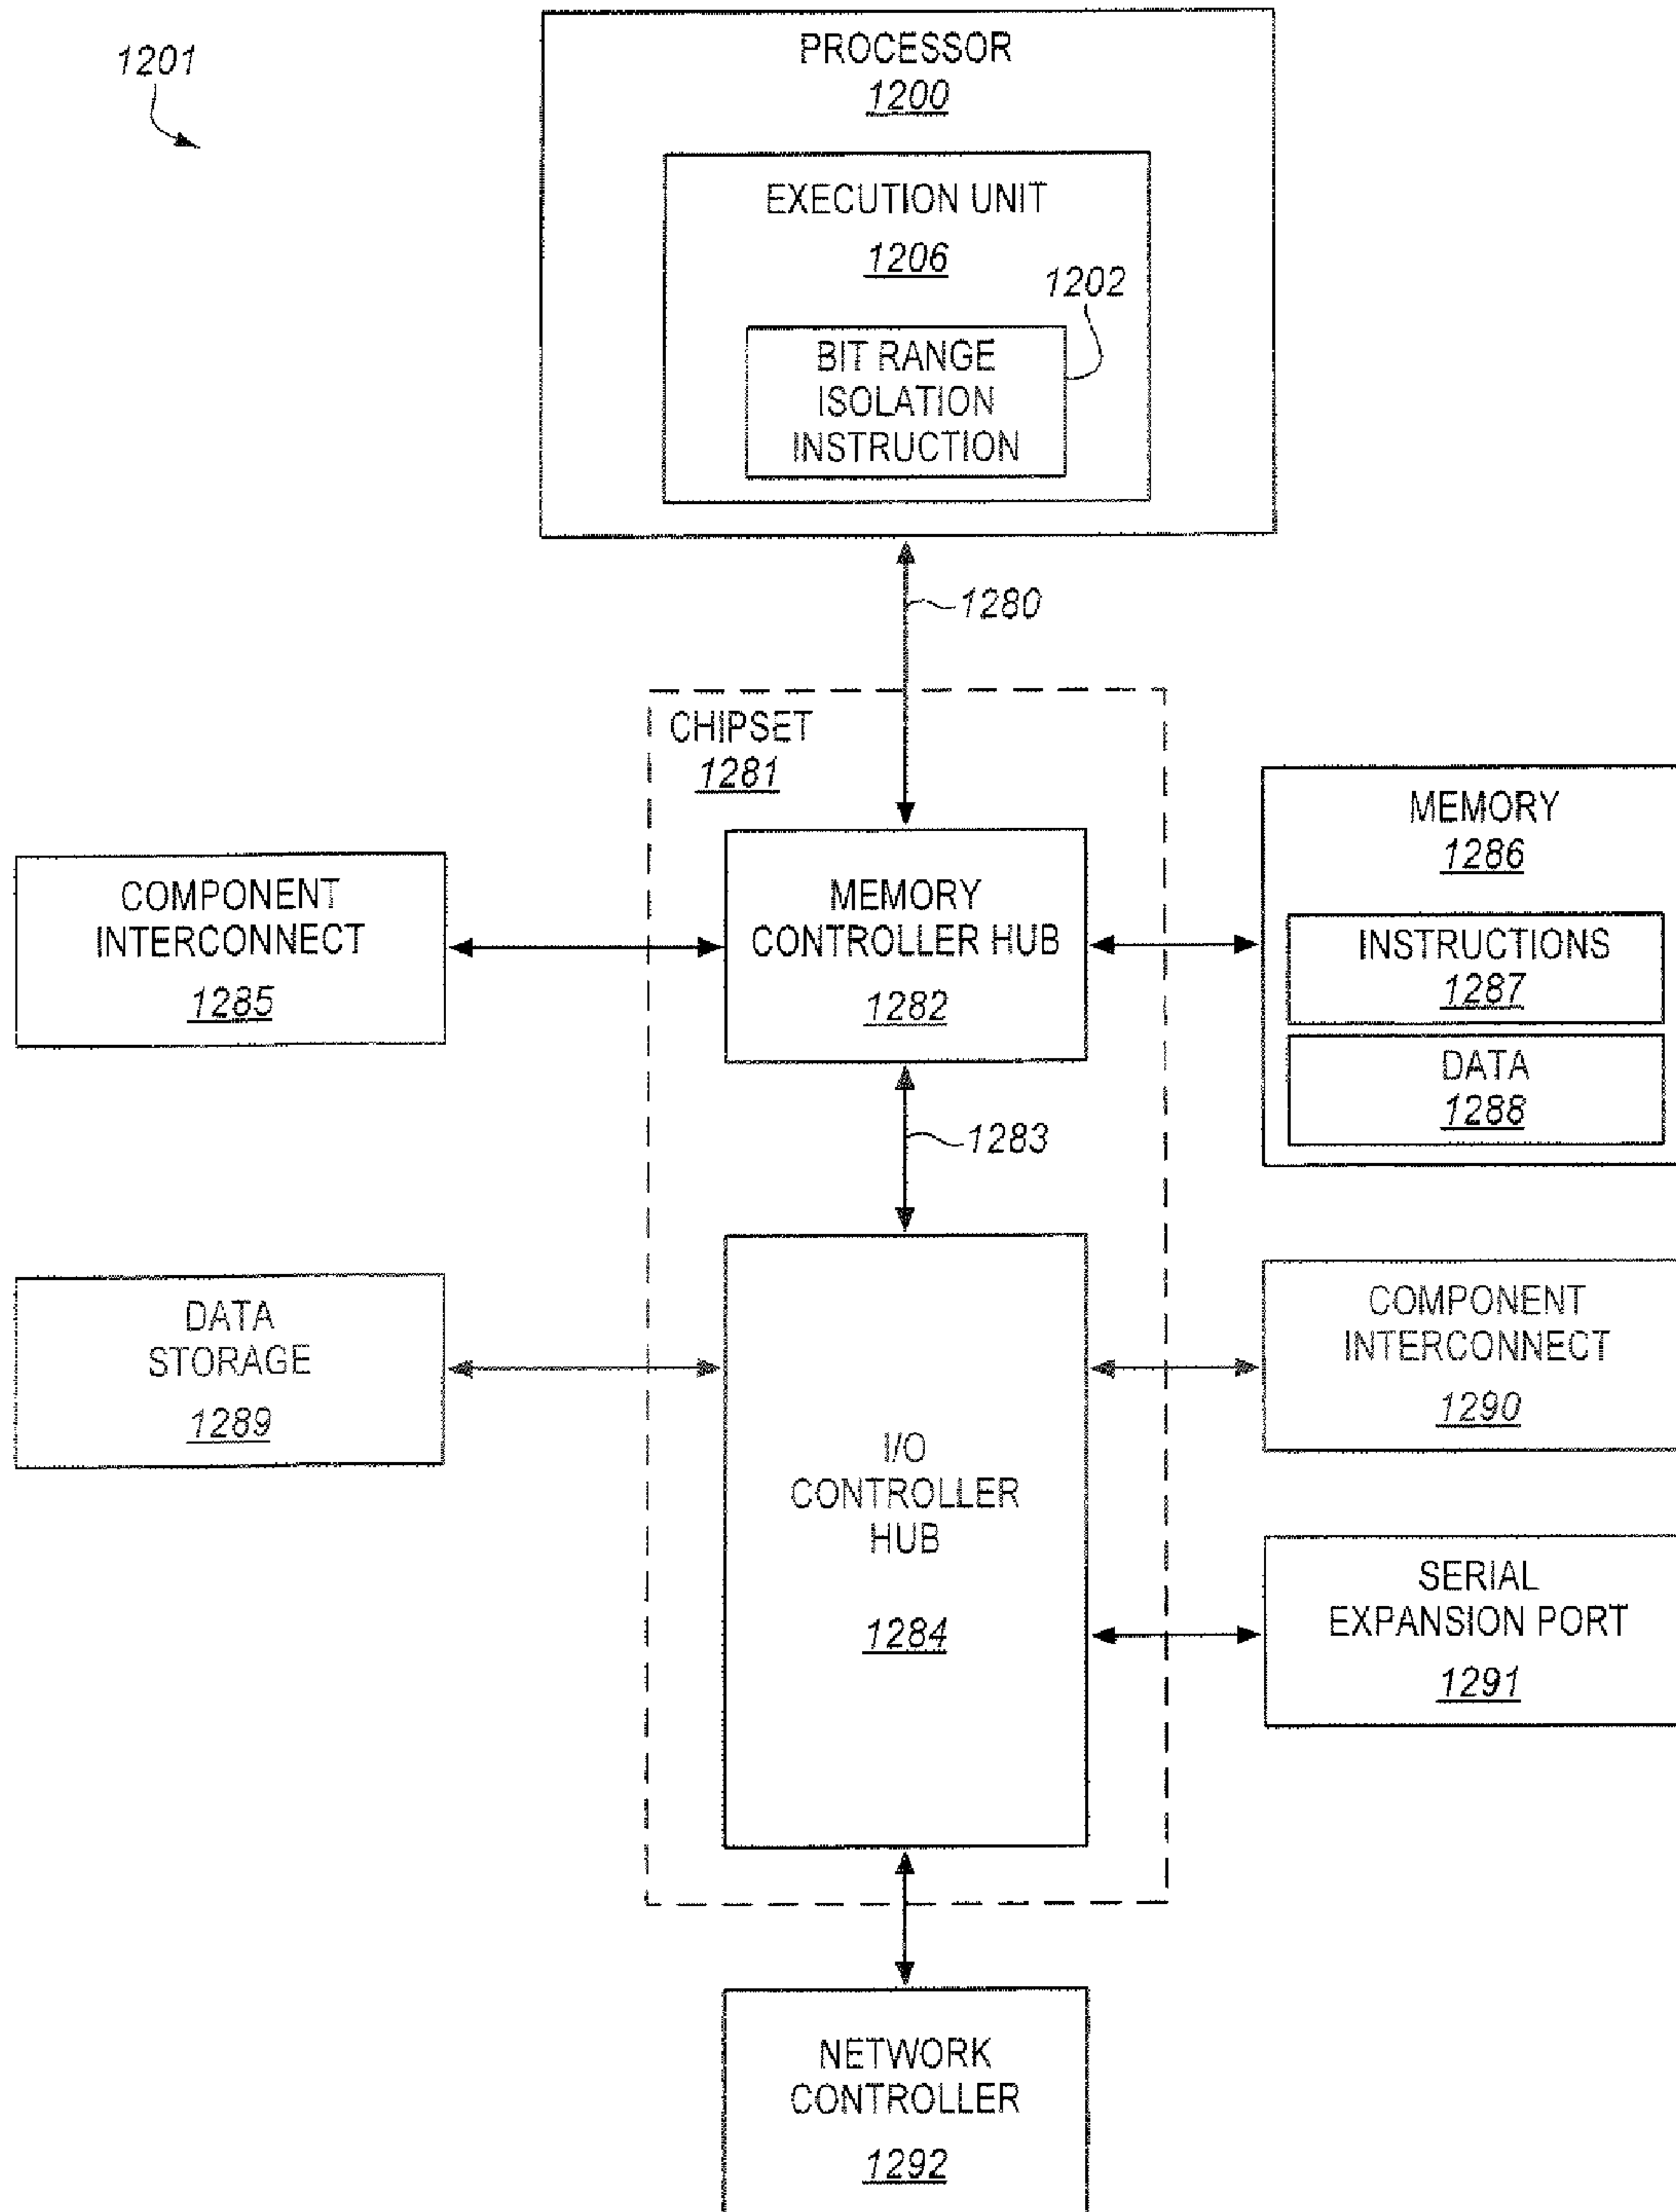 1201
PROCESSOR
1200
EXECUTION UNIT
1206
1202
BIT RANGE
ISOLATION
INSTRUCTION
1280
CHIPSET
1281
MEMORY
CONTROLLER HUB
1282
COMPONENT
INTERCONNECT
1285
MEMORY
1286
INSTRUCTIONS
1287
DATA
1288
1283
DATA
STORAGE
1289
I/O
CONTROLLER
HUB
1284
COMPONENT
INTERCONNECT
1290
SERIAL
EXPANSION PORT
1291
NETWORK
CONTROLLER
1292